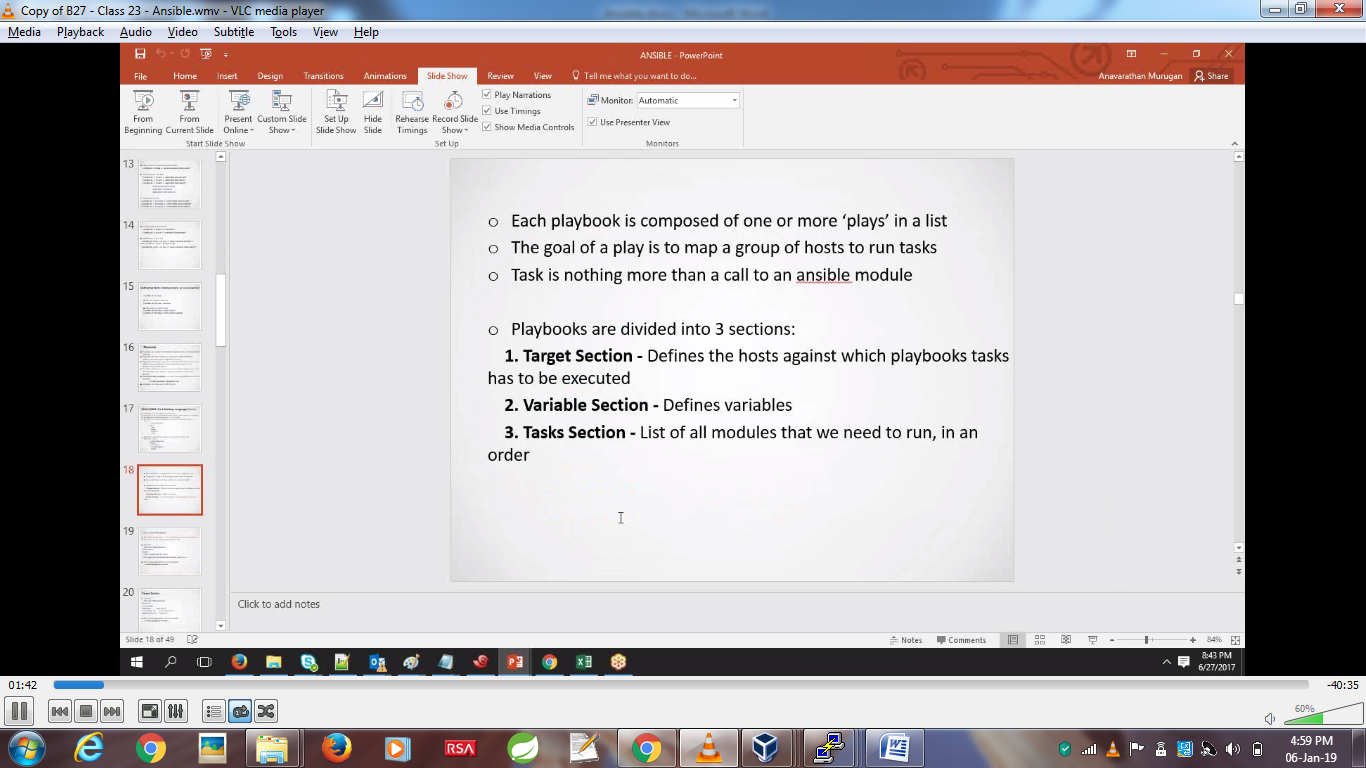 Copy of B27 - Class 23 - Ansible.wmv - VLC media player
Media Playback Audio Video Subtitle Tools View Help
ANSIBLE - PowerPoint
File Home Insert Design Transitions Animations Slide Show Review View Tell me what you want to do... Anavarathan Murugan Share
From Beginning
From Current Slide
Present Online
Custom Slide Show
Set Up Slide Show
Hide Slide
Rehearse Timings
Record Slide Show
Play Narrations
Use Timings
Show Media Controls
Monitor: Automatic
Use Presenter View
Start Slide Show Set Up Monitors
13
14
15
16
17
18
19
20
o Each playbook is composed of one or more ‘plays’ in a list
o The goal of a play is to map a group of hosts to run tasks
o Task is nothing more than a call to an ansible module
o Playbooks are divided into 3 sections:
1. Target Section - Defines the hosts against which playbooks tasks
has to be executed
2. Variable Section - Defines variables
3. Tasks Section - List of all modules that we need to run, in an
order
Click to add notes
Slide 18 of 49 Notes Comments 84%
8:43 PM
6/27/2017
01:42 -40:35
60%
RSA
4:59 PM
06-Jan-19